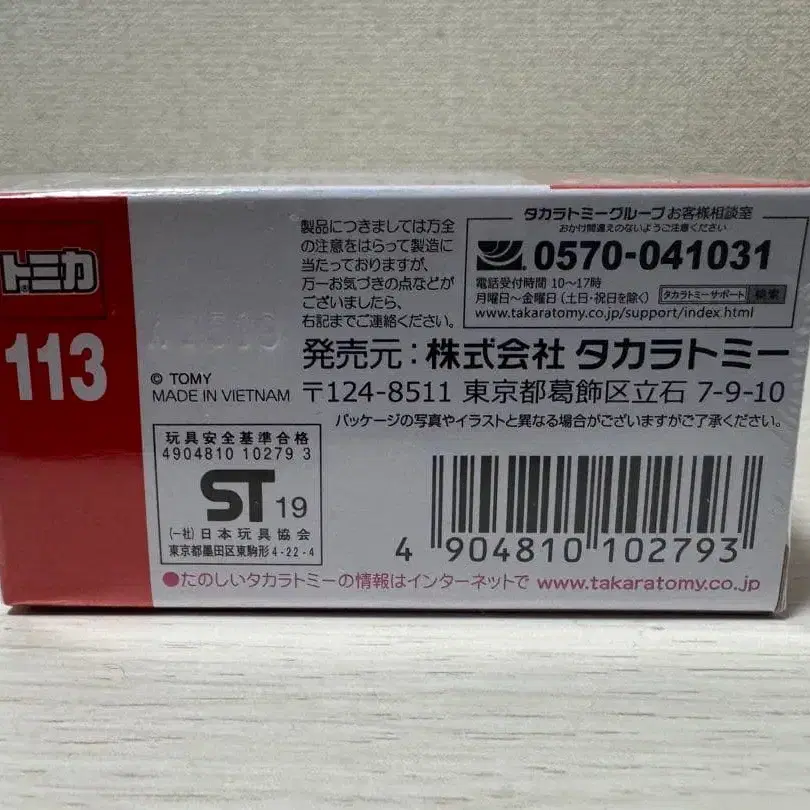 トミカ
113
製品につきましては万全
の注意をはらって製造に
当たっておりますが、
万一お気づきの点などが
ございましたら、
右記までご連絡ください。
タカラトミーグループお客様相談室
おかけ間違えのないようご注意ください
0570-041031
電話受付時間 10〜17時
月曜日〜金曜日(土日・祝日を除く) タカラトミーサポート 検索
www.takaratomy.co.jp/support/index.html
© TOMY
MADE IN VIETNAM
発売元:株式会社 タカラトミー
〒124-8511 東京都葛飾区立石 7-9-10
パッケージの写真やイラストと異なる場合がございますがご了承ください。
玩具安全基準合格
4904810 10279 3
ST 19
(一社)日本玩具協会
東京都墨田区東駒形4-22-4
4 904810 102793
●たのしいタカラトミーの情報はインターネットで www.takaratomy.co.jp